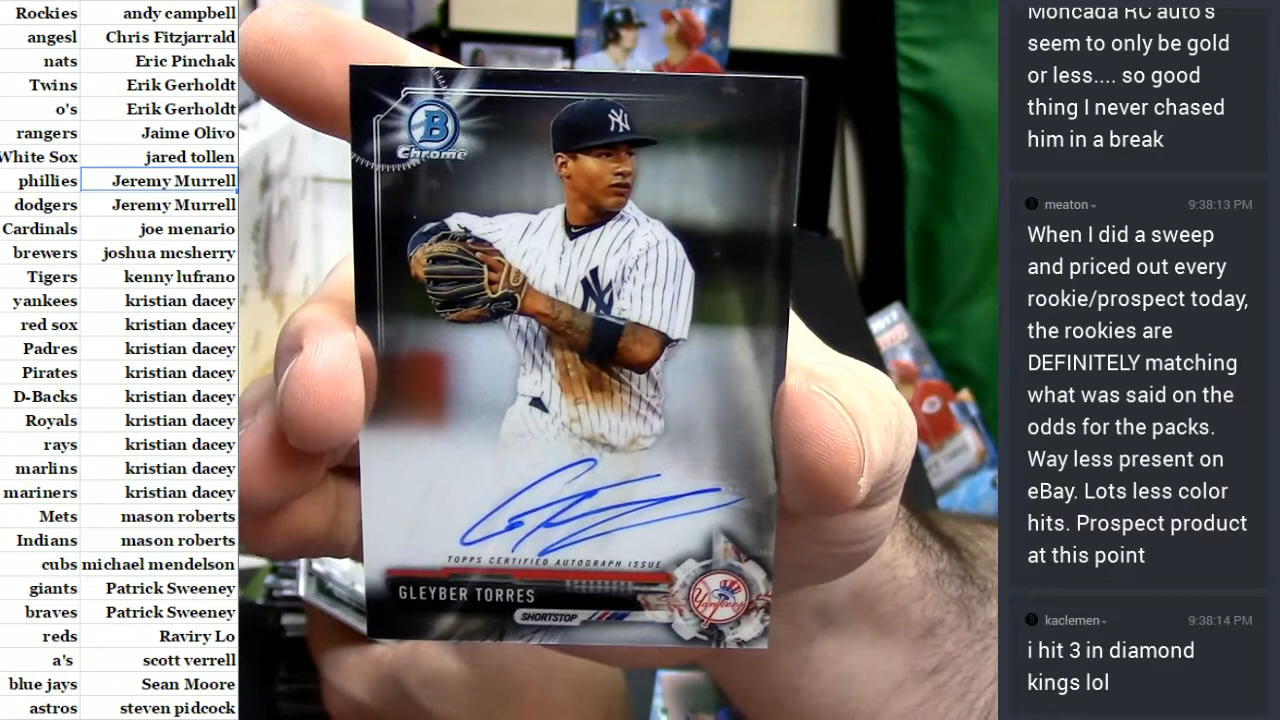 Rockies andy campbell
angesl Chris Fitzjarrald
nats Eric Pinchak
Twins Erik Gerholdt
o's Erik Gerholdt
rangers Jaime Olivo
White Sox jared tollen
phillies Jeremy Murrell
dodgers Jeremy Murrell
Cardinals joe menario
brewers joshua mcsherry
Tigers kenny lufrano
yankees kristian dacey
red sox kristian dacey
Padres kristian dacey
Pirates kristian dacey
D-Backs kristian dacey
Royals kristian dacey
rays kristian dacey
marlins kristian dacey
mariners kristian dacey
Mets mason roberts
Indians mason roberts
cubs michael mendelson
giants Patrick Sweeney
braves Patrick Sweeney
reds Raviry Lo
a's scott verrell
blue jays Sean Moore
astros steven pidcock
B
Chrome
NY
NY
TOPPS CERTIFIED AUTOGRAPH ISSUE
GLEYBER TORRES
SHORTSTOP
Yankees
2017
Moncada RC auto's
seem to only be gold
or less.... so good
thing I never chased
him in a break
meaton 9:38:13 PM
When I did a sweep
and priced out every
rookie/prospect today,
the rookies are
DEFINITELY matching
what was said on the
odds for the packs.
Way less present on
eBay. Lots less color
hits. Prospect product
at this point
kaclemen 9:38:14 PM
i hit 3 in diamond
kings lol